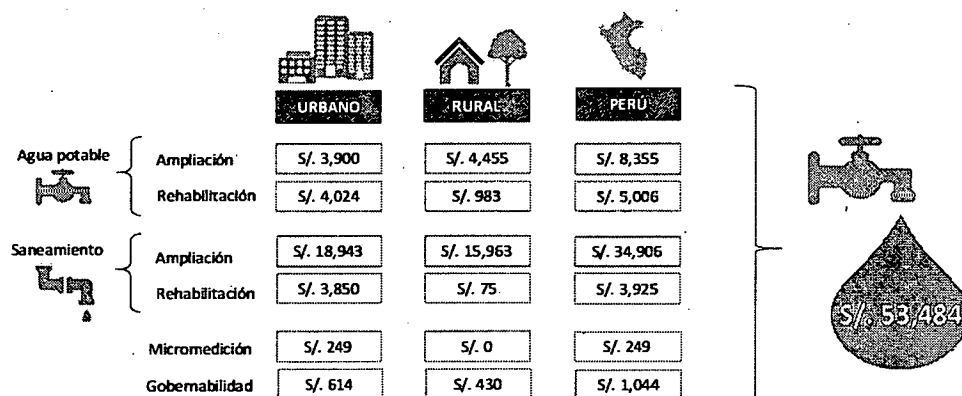 URBANO RURAL PERÚ
Agua potable
Ampliación S/. 3,900 S/. 4,455 S/. 8,355
Rehabilitación S/. 4,024 S/. 983 S/. 5,006
Saneamiento
Ampliación S/. 18,943 S/. 15,963 S/. 34,906
Rehabilitación S/. 3,850 S/. 75 S/. 3,925
S/. 53,484
Micromedición S/. 249 S/. 0 S/. 249
Gobernabilidad S/. 614 S/. 430 S/. 1,044